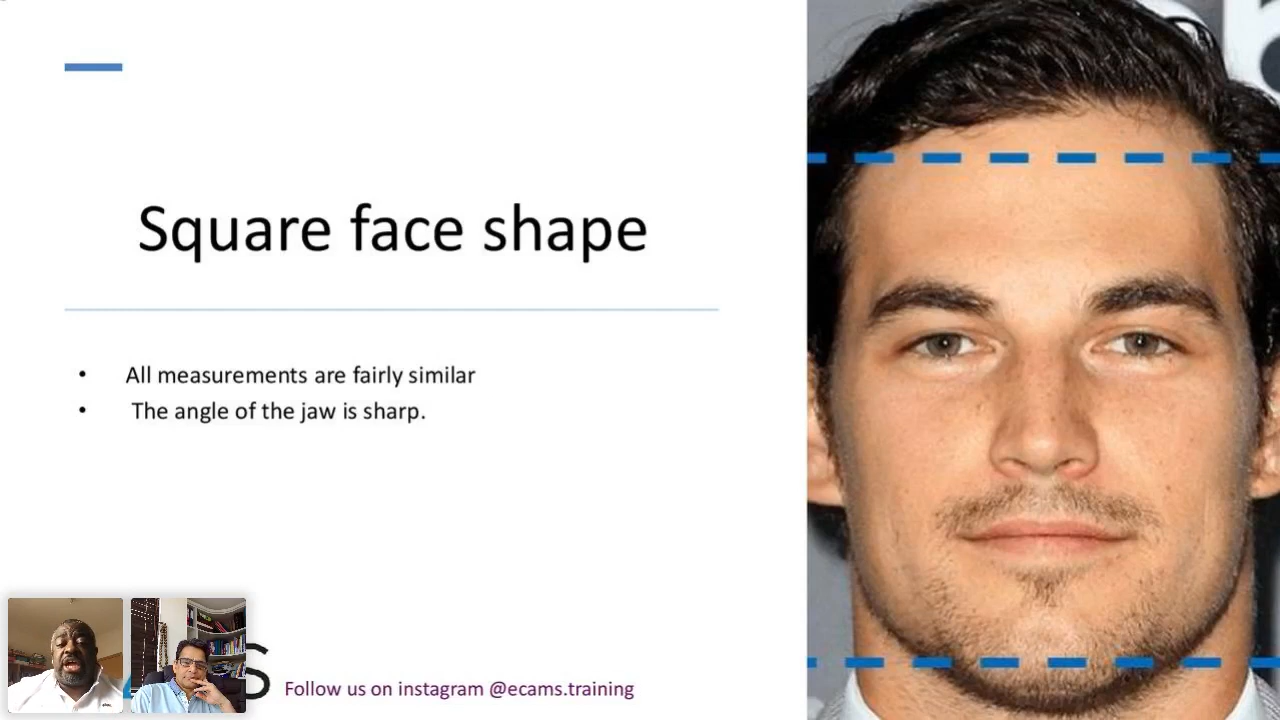 Square face shape
• All measurements are fairly similar
• The angle of the jaw is sharp.
S
Follow us on instagram @ecams.training